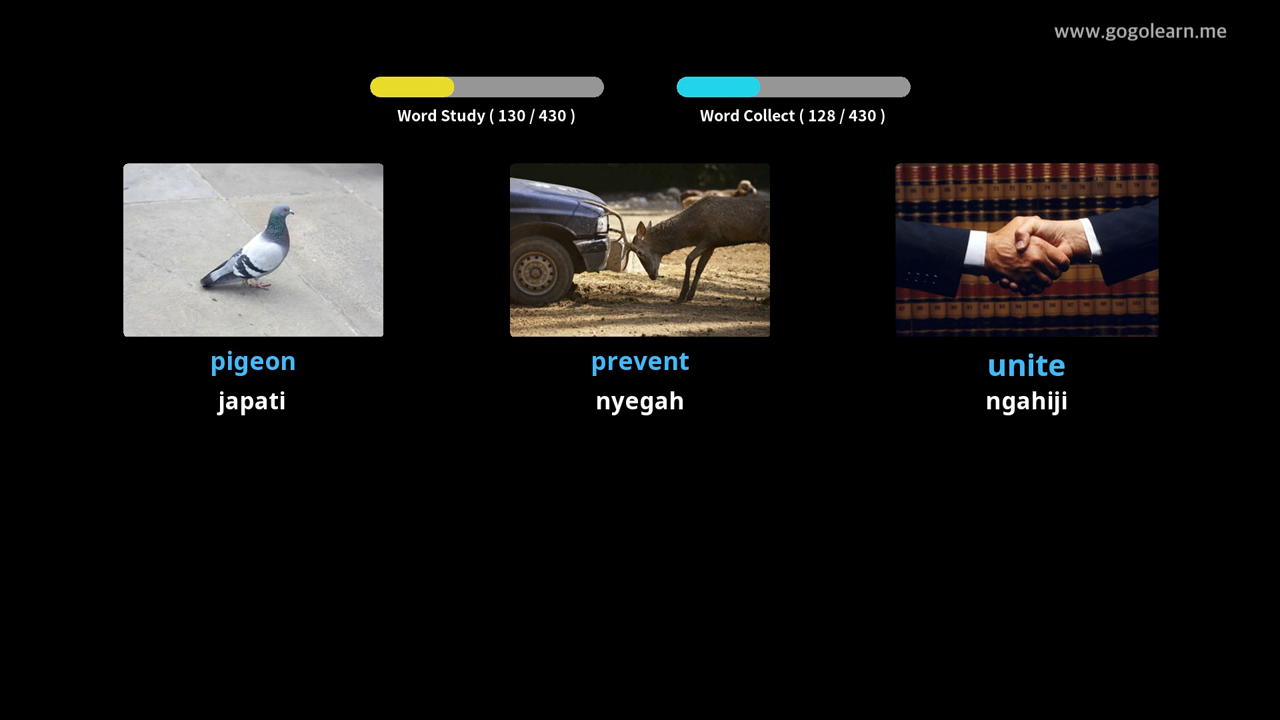 www.gogolearn.me
Word Study ( 130 / 430 )
Word Collect ( 128 / 430 )
pigeon
japati
prevent
nyegah
unite
ngahiji